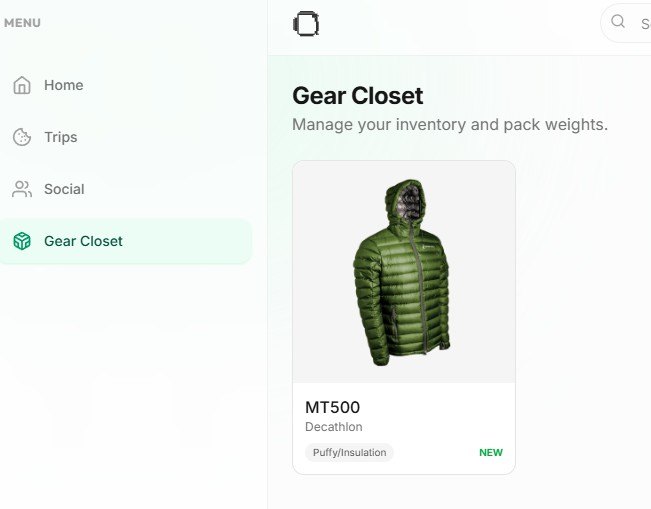 MENU
Home
Trips
Social
Gear Closet
Gear Closet
Manage your inventory and pack weights.
MT500
Decathlon
Puffy/Insulation
NEW